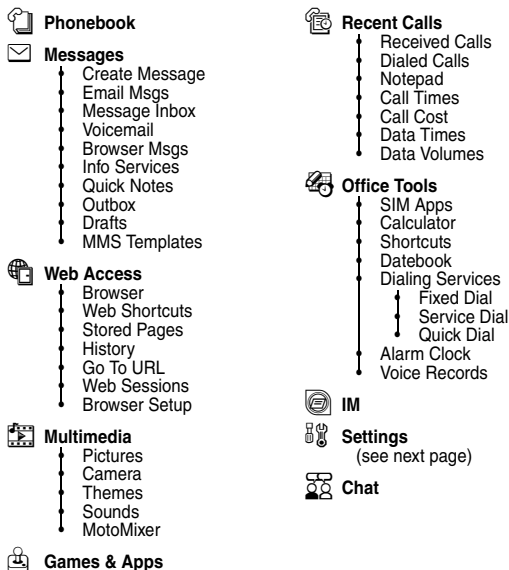 Phonebook
Messages
Create Message
Email Msgs
Message Inbox
Voicemail
Browser Msgs
Info Services
Quick Notes
Outbox
Drafts
MMS Templates
Web Access
Browser
Web Shortcuts
Stored Pages
History
Go To URL
Web Sessions
Browser Setup
Multimedia
Pictures
Camera
Themes
Sounds
MotoMixer
Games & Apps
Recent Calls
Received Calls
Dialed Calls
Notepad
Call Times
Call Cost
Data Times
Data Volumes
Office Tools
SIM Apps
Calculator
Shortcuts
Datebook
Dialing Services
Fixed Dial
Service Dial
Quick Dial
Alarm Clock
Voice Records
IM
Settings
(see next page)
Chat